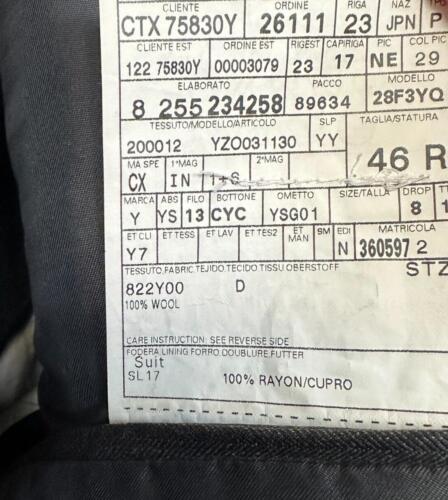 CLIENTE ORDINE RIGA NAZ
CTX 75830Y 26111 23 JPN P
CLIENTE EST ORDINE EST RIGEST CAPIRIGA PIC COL PIC
122 75830Y 00003079 23 17 NE 29
ELABORATO PACCO MODELLO
8 255 234258 89634 28F3YQ
TESSUTO/MODELLO/ARTICOLO SLP TAGLIA/STATURA
200012 YZO031130 YY
46 R
MA SPE 1°MAG 2°MAG
CX IN 1+S
MARCA ABS FILO BOTTONE OMETTO SIZE/TALLA DROP
Y YS 13 CYC YSG01 8 1
ET CLI ET TESS ET LAV ET TES2 ET MAN SM EDI MATRICOLA
Y7 N 360597 2
TESSUTO,FABRIC,TEJIDO,TECIDO,TISSU,OBERSTOFF STZ
822Y00 D
100% WOOL
CARE INSTRUCTION: SEE REVERSE SIDE
FODERA,LINING,FORRO,DOUBLURE,FUTTER
Suit
SL17 100% RAYON/CUPRO